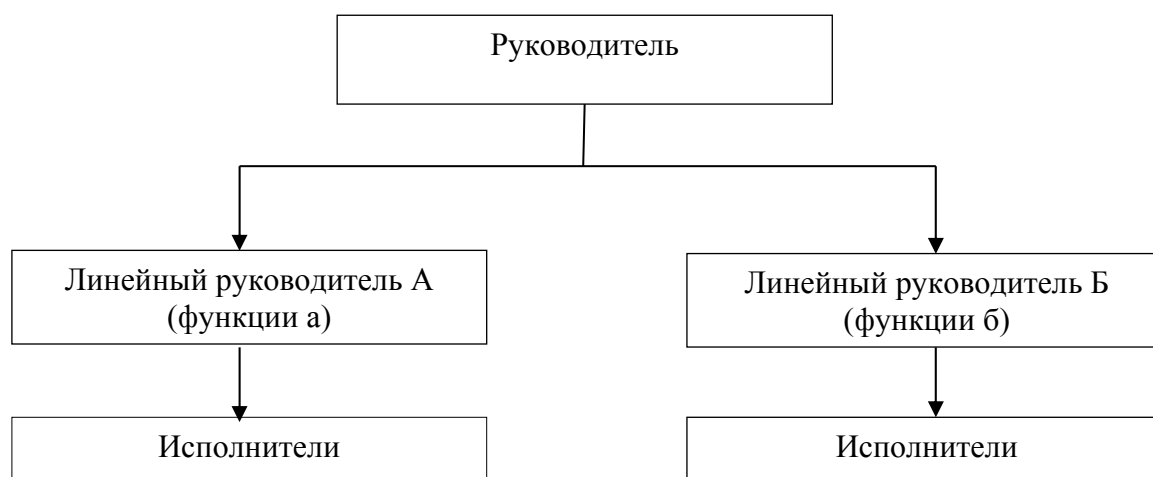 Руководитель
Линейный руководитель А
(функции а)
Линейный руководитель Б
(функции б)
Исполнители
Исполнители